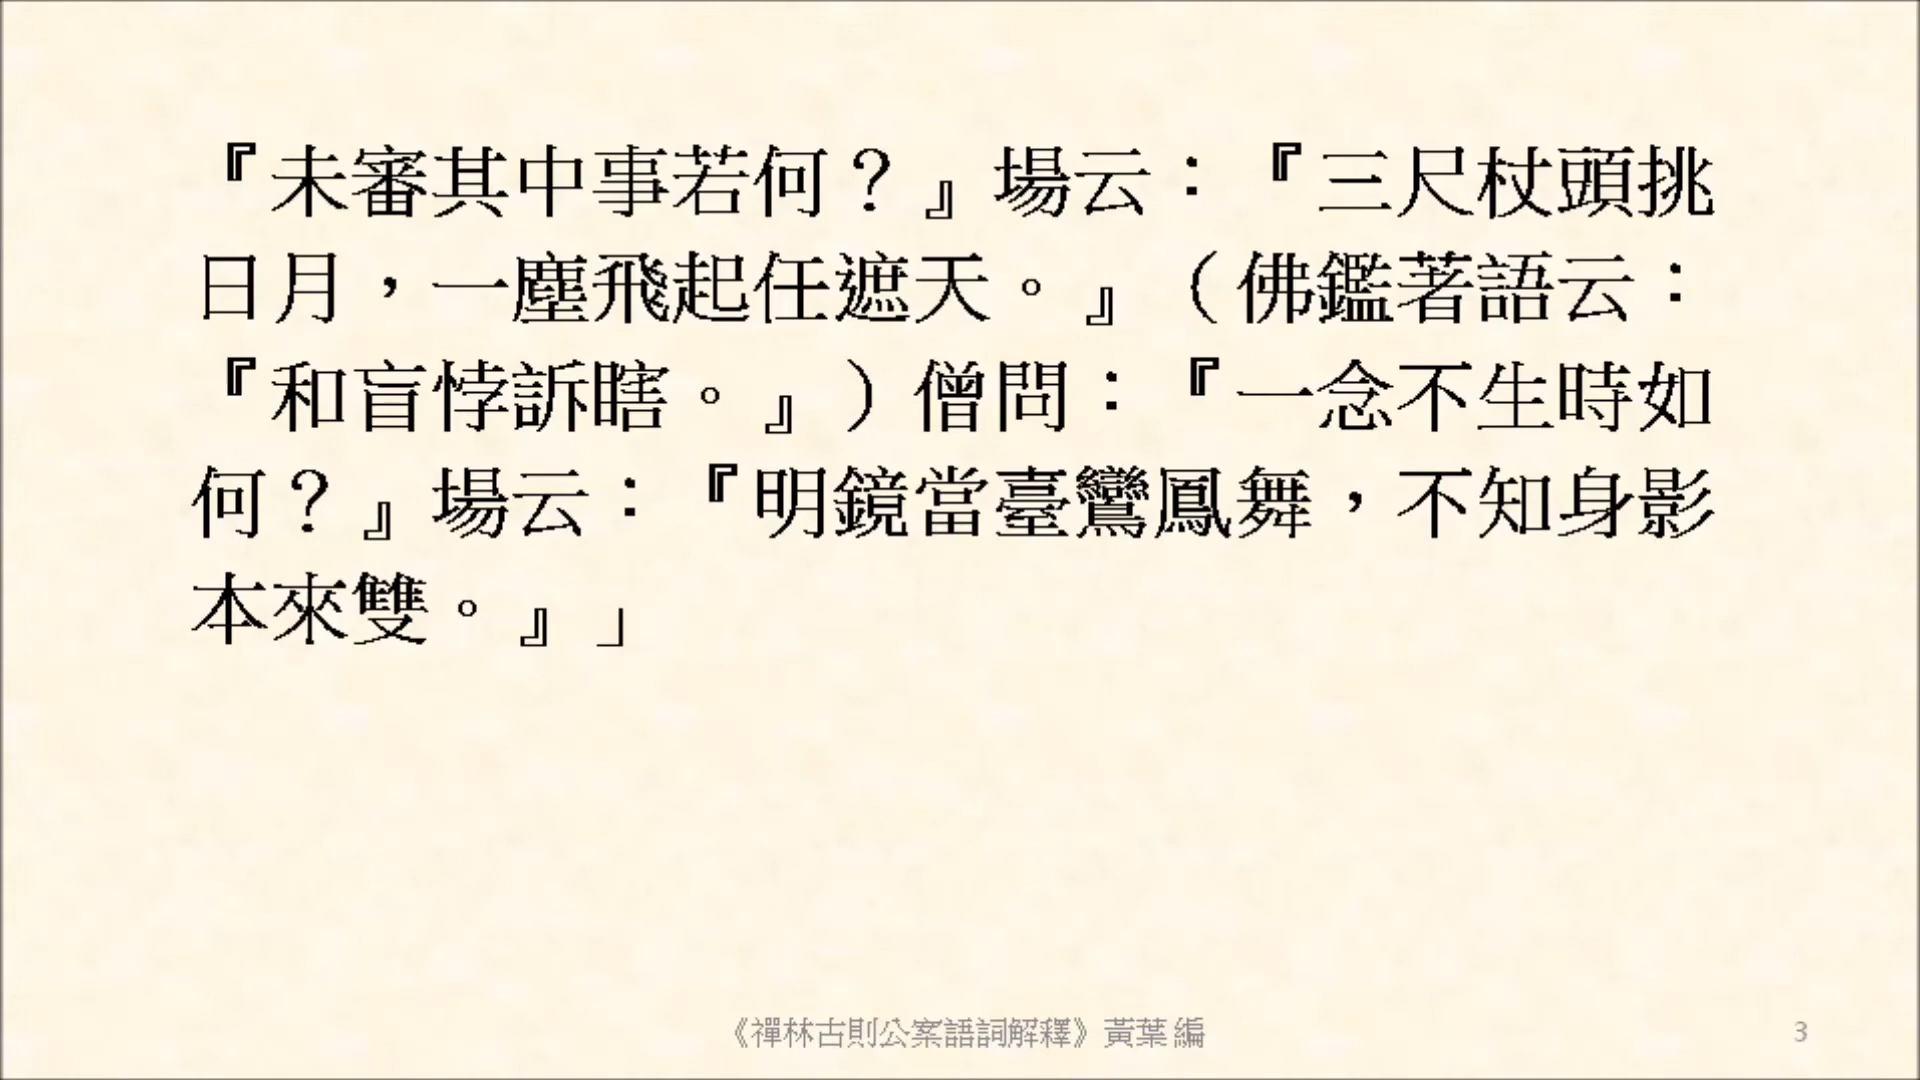 『未審其中事若何？』場云：『三尺杖頭挑
日月，一塵飛起任遮天。』（佛鑑著語云：
『和盲悖訴瞎。』）僧問：『一念不生時如
何？』場云：『明鏡當臺鸞鳳舞，不知身影
本來雙。』」
《禪林古則公案語詞解釋》黃葉 編
3